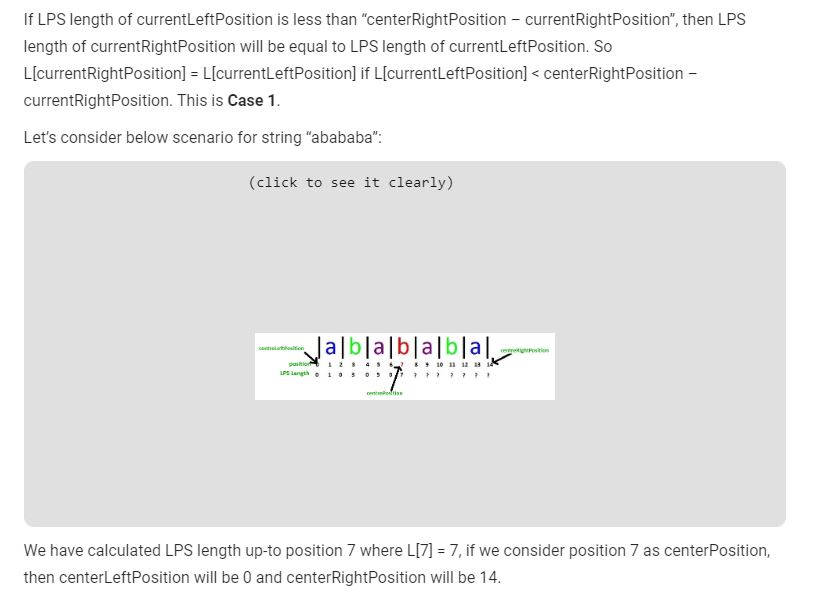 If LPS length of currentLeftPosition is less than “centerRightPosition – currentRightPosition”, then LPS
length of currentRightPosition will be equal to LPS length of currentLeftPosition. So
L[currentRightPosition] = L[currentLeftPosition] if L[currentLeftPosition] < centerRightPosition –
currentRightPosition. This is Case 1.
Let’s consider below scenario for string “abababa”:
(click to see it clearly)
|a|b|a|b|a|b|a|
position 0 1 2 3 4 5 6 7 8 9 10 11 12 13 14
LPS Length 0 1 0 3 0 5 0 ? ? ? ? ? ? ? ?
centrePosition
We have calculated LPS length up-to position 7 where L[7] = 7, if we consider position 7 as centerPosition,
then centerLeftPosition will be 0 and centerRightPosition will be 14.